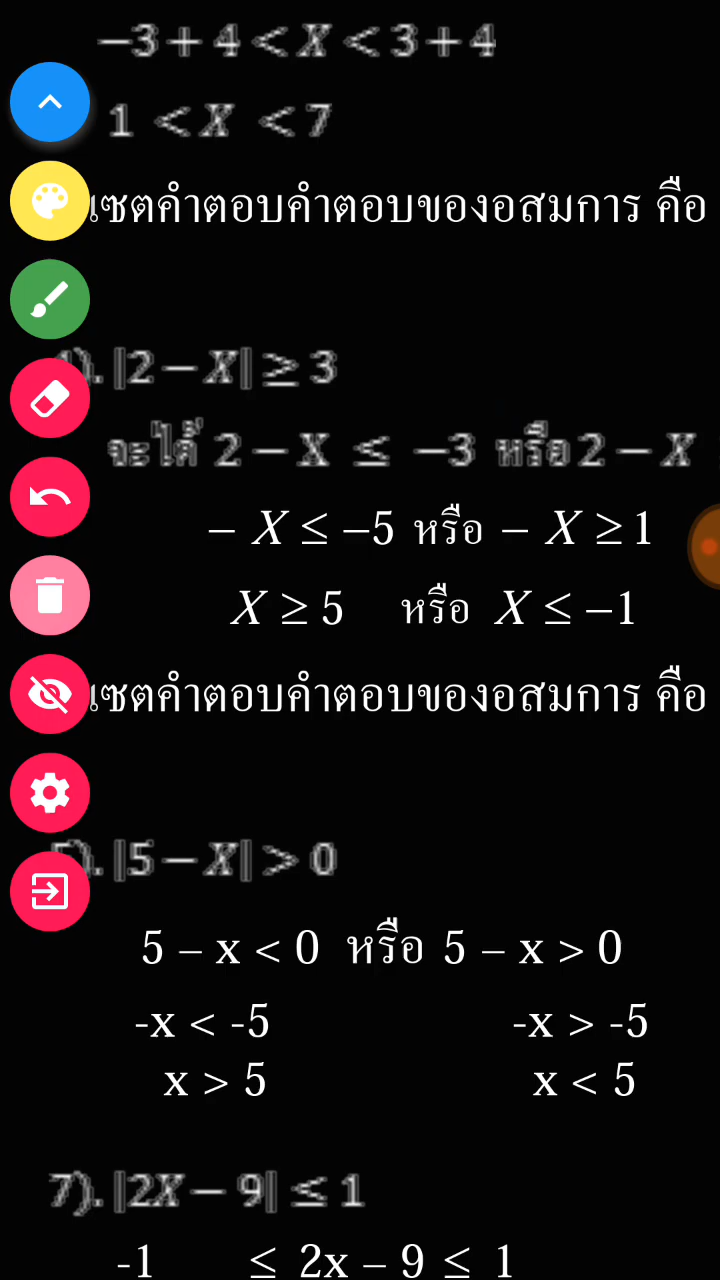 −3 + 4 < X < 3 + 4
1 < X < 7
เซตคำตอบคำตอบของอสมการ คือ
4). |2 − X| ≥ 3
จะได้ 2 − X ≤ −3 หรือ 2 − X
− X ≤ −5 หรือ − X ≥ 1
X ≥ 5 หรือ X ≤ −1
เซตคำตอบคำตอบของอสมการ คือ
5). |5 − X| > 0
5 – x < 0 หรือ 5 – x > 0
-x < -5 -x > -5
x > 5 x < 5
7). |2X − 9| ≤ 1
-1 ≤ 2x – 9 ≤ 1